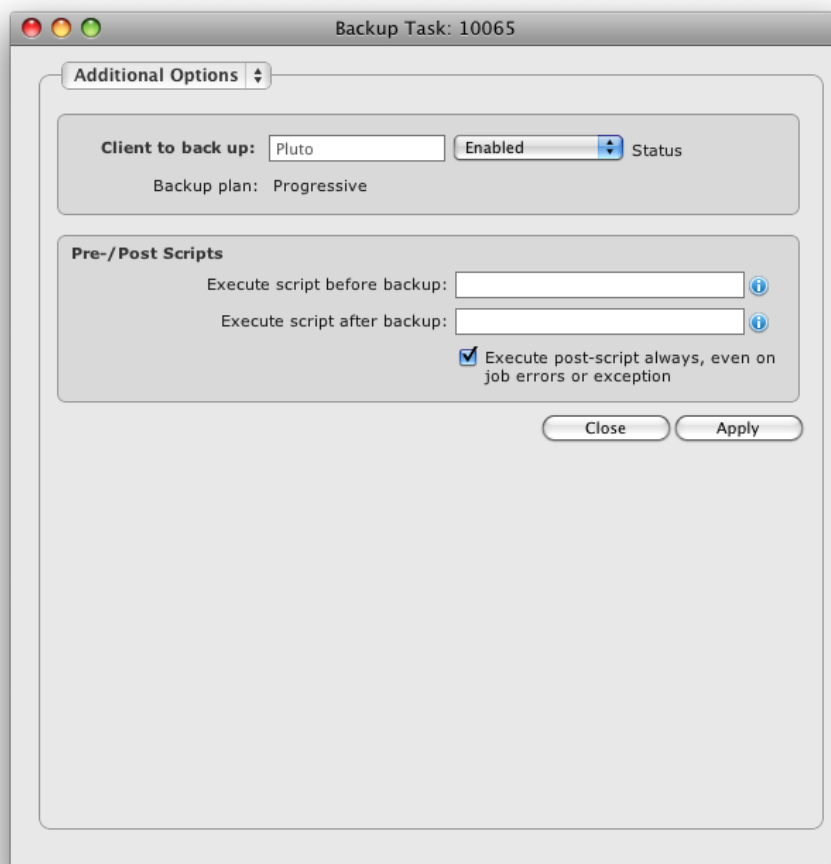 Backup Task: 10065
Additional Options
Client to back up: Pluto Enabled Status
Backup plan: Progressive
Pre-/Post Scripts
Execute script before backup:
Execute script after backup:
Execute post-script always, even on
job errors or exception
Close Apply